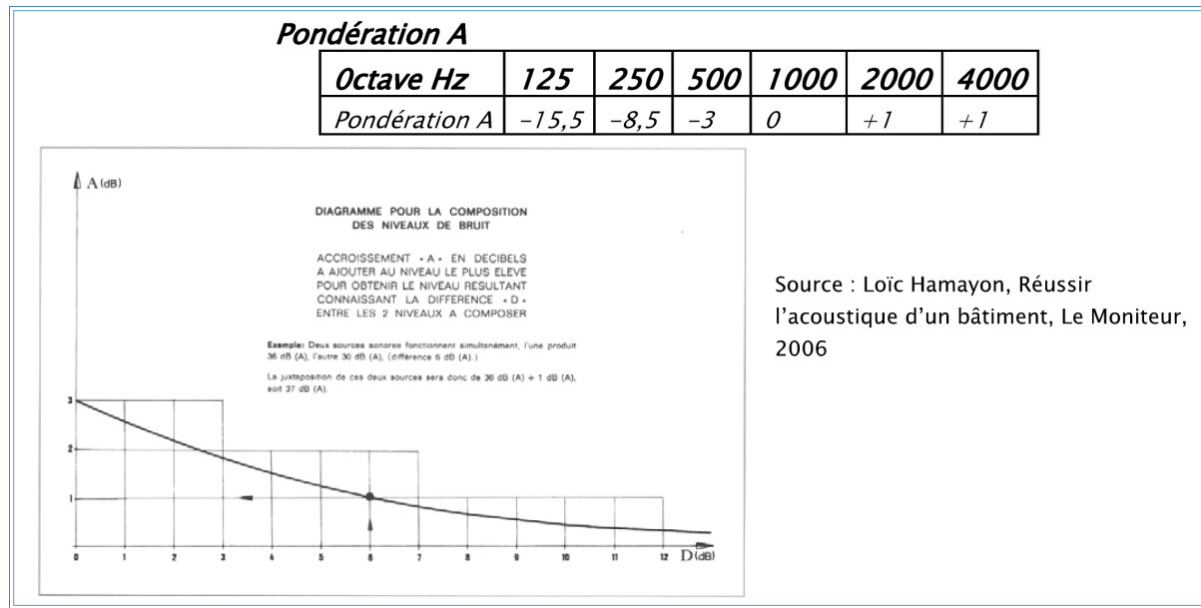 Pondération A
Octave Hz 125 250 500 1000 2000 4000
Pondération A -15,5 -8,5 -3 0 +1 +1
A (dB)
DIAGRAMME POUR LA COMPOSITION
DES NIVEAUX DE BRUIT
ACCROISSEMENT « A » EN DECIBELS
A AJOUTER AU NIVEAU LE PLUS ELEVE
POUR OBTENIR LE NIVEAU RESULTANT
CONNAISSANT LA DIFFERENCE « D »
ENTRE LES 2 NIVEAUX A COMPOSER
Exemple: Deux sources sonores fonctionnent simultanément, l'une produit
36 dB (A), l'autre 30 dB (A), (différence 6 dB (A).)
La juxtaposition de ces deux sources sera donc de 36 dB (A) + 1 dB (A),
soit 37 dB (A).
3
2
1
0 1 2 3 4 5 6 7 8 9 10 11 12 D (dB)
Source : Loïc Hamayon, Réussir
l'acoustique d'un bâtiment, Le Moniteur,
2006